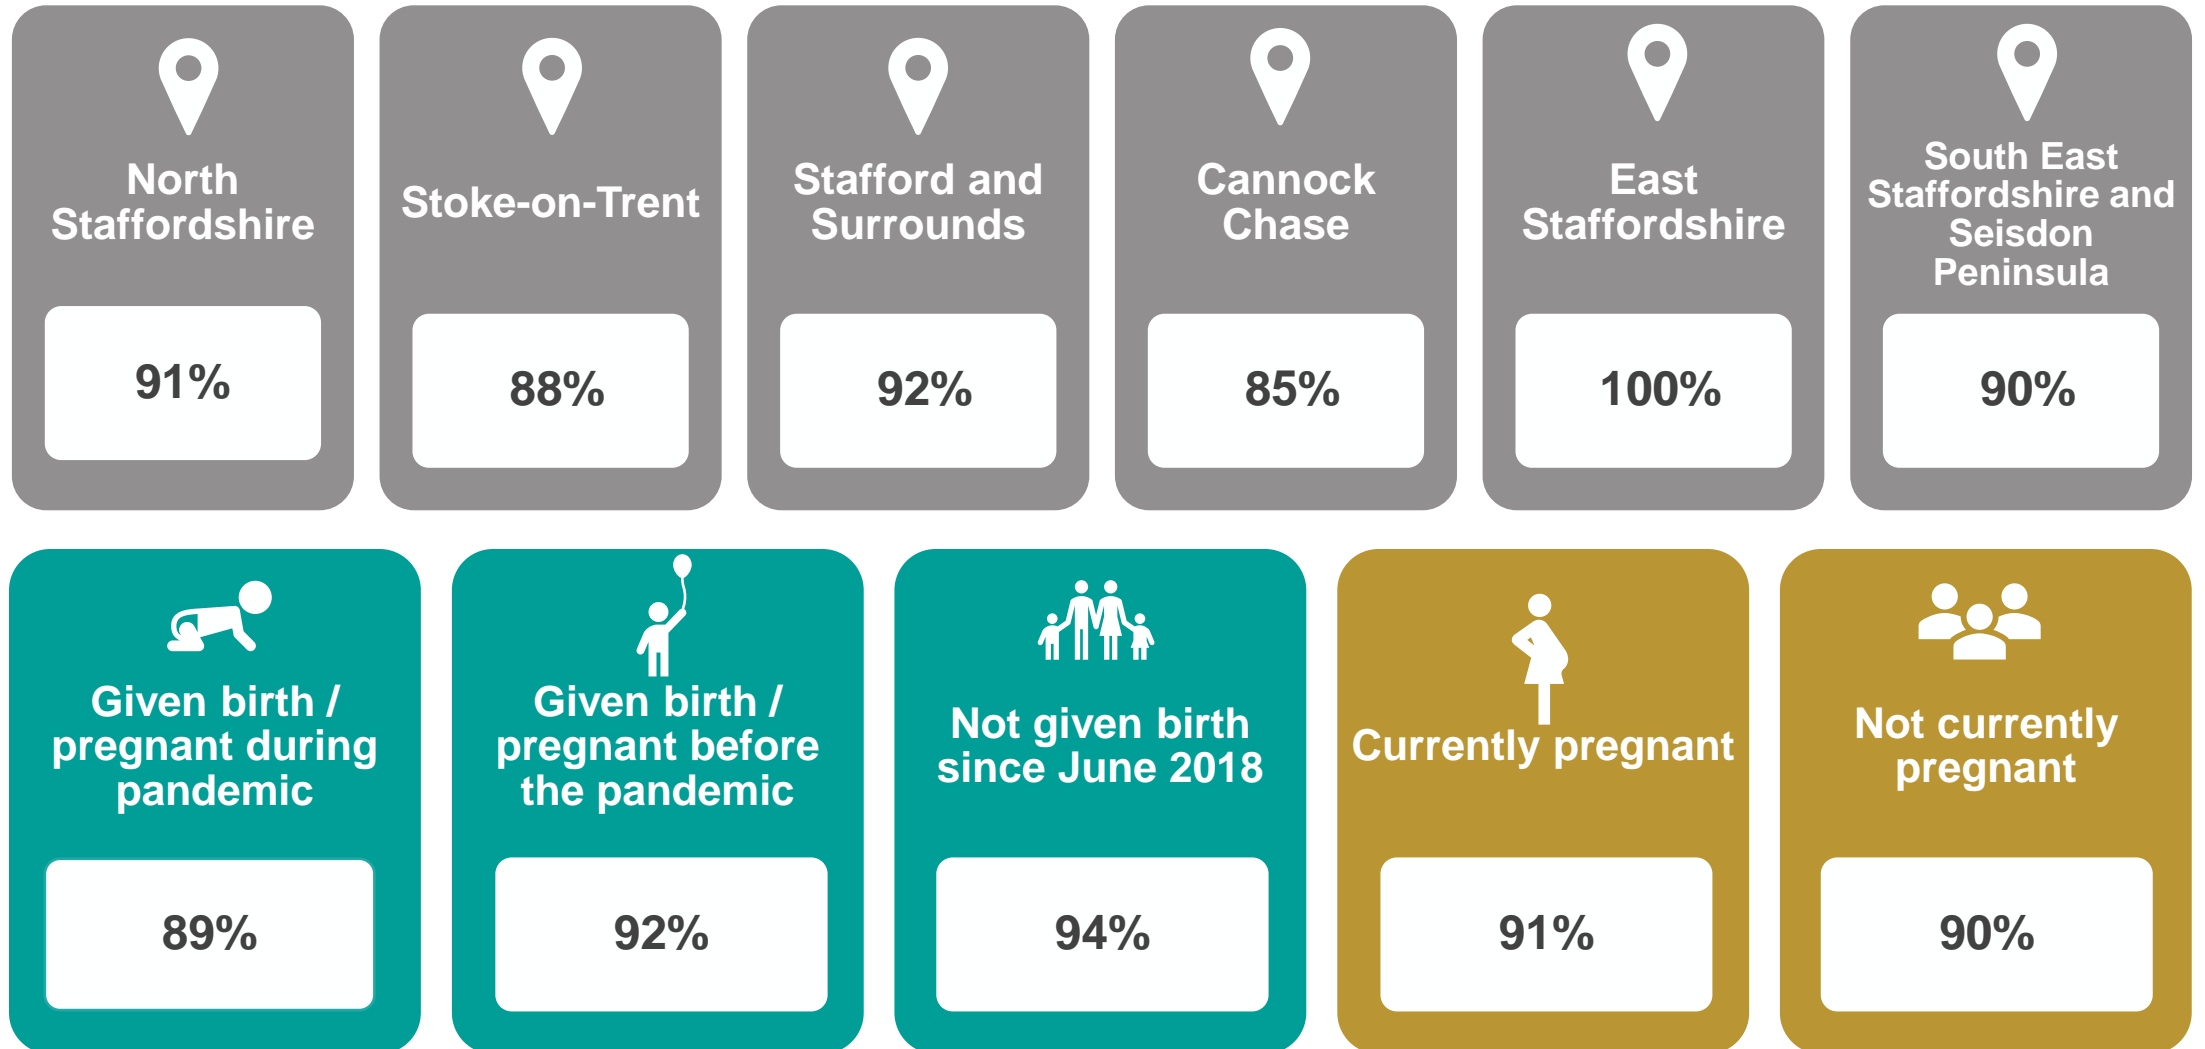 North
Staffordshire
91%
Stoke-on-Trent
88%
Stafford and
Surrounds
92%
Cannock
Chase
85%
East
Staffordshire
100%
South East
Staffordshire and
Seisdon
Peninsula
90%
Given birth /
pregnant during
pandemic
89%
Given birth /
pregnant before
the pandemic
92%
Not given birth
since June 2018
94%
Currently pregnant
91%
Not currently
pregnant
90%